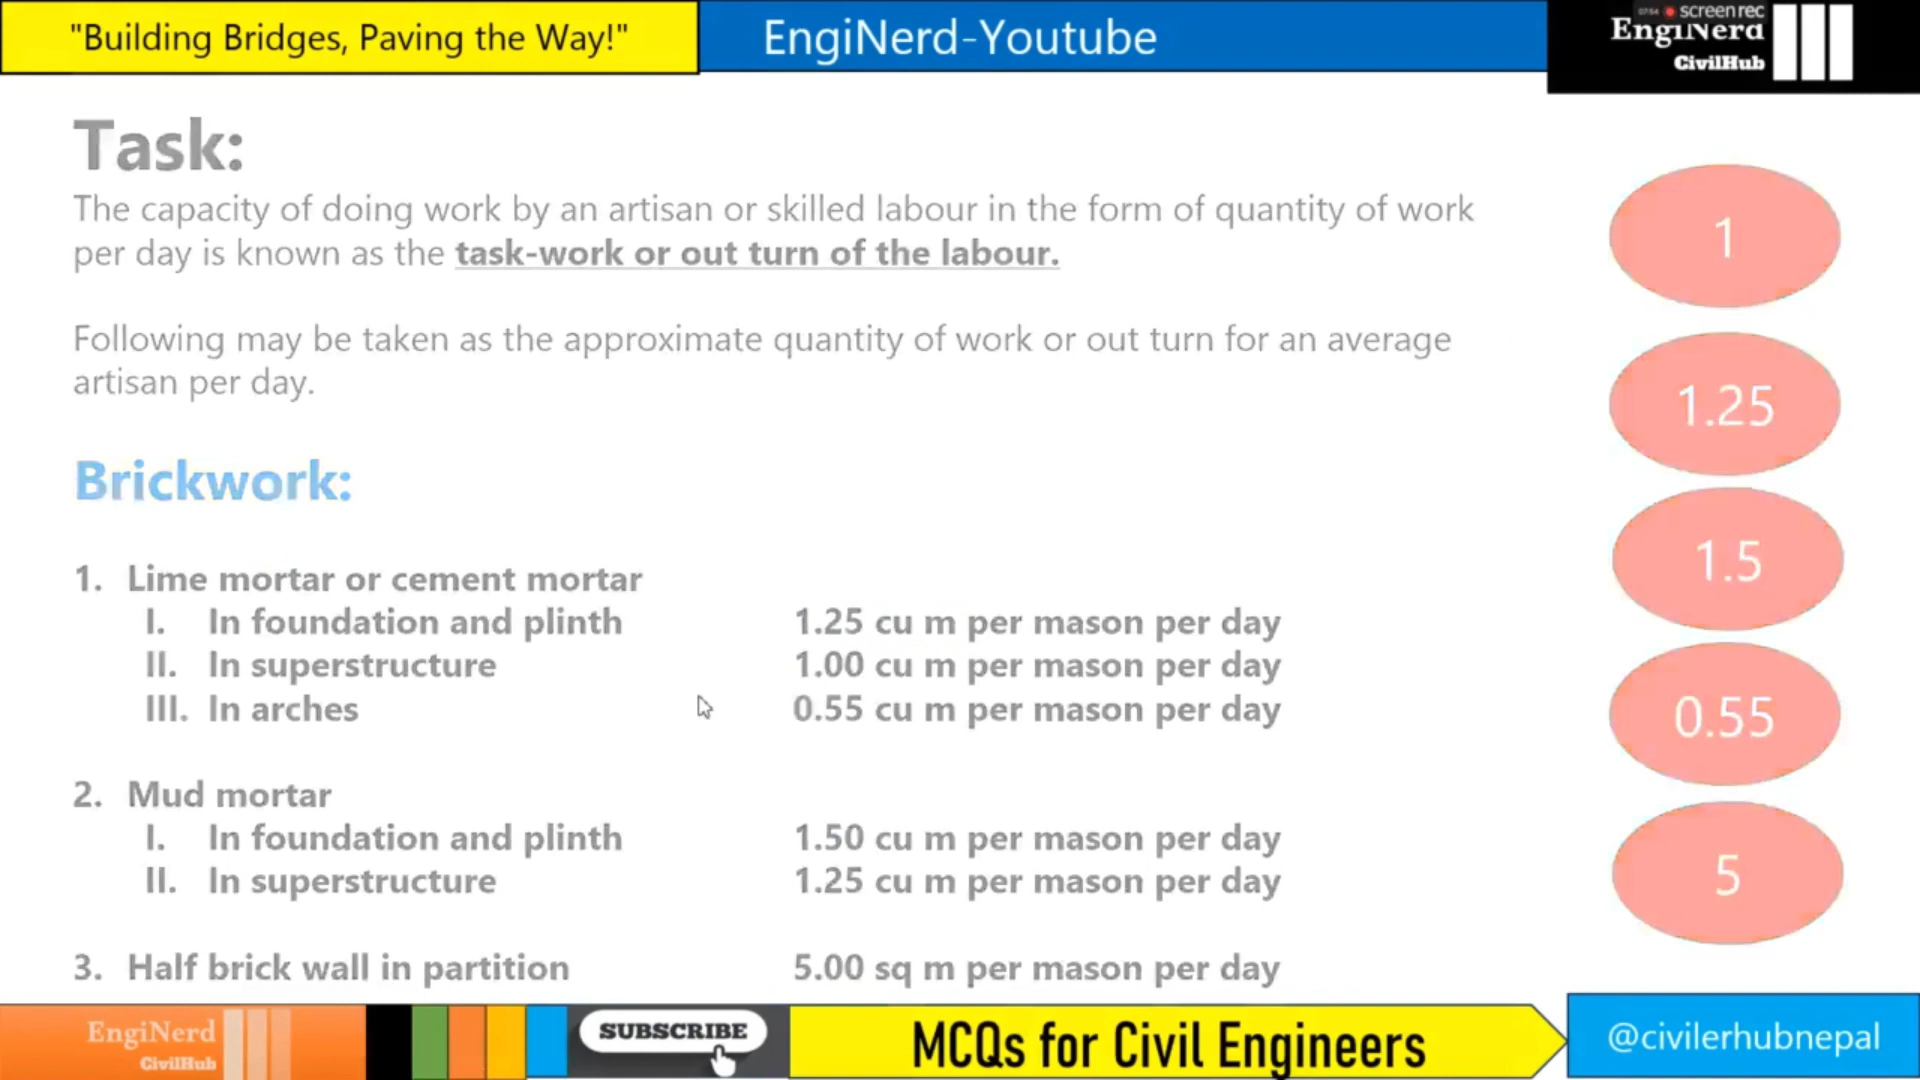 "Building Bridges, Paving the Way!"
EngiNerd-Youtube
07:54 screen rec
EngiNerd
CivilHub
Task:
The capacity of doing work by an artisan or skilled labour in the form of quantity of work
per day is known as the task-work or out turn of the labour.
Following may be taken as the approximate quantity of work or out turn for an average
artisan per day.
Brickwork:
1. Lime mortar or cement mortar
I. In foundation and plinth 1.25 cu m per mason per day
II. In superstructure 1.00 cu m per mason per day
III. In arches 0.55 cu m per mason per day
2. Mud mortar
I. In foundation and plinth 1.50 cu m per mason per day
II. In superstructure 1.25 cu m per mason per day
3. Half brick wall in partition 5.00 sq m per mason per day
1
1.25
1.5
0.55
5
EngiNerd
CivilHub
SUBSCRIBE
MCQs for Civil Engineers
@civilerhubnepal